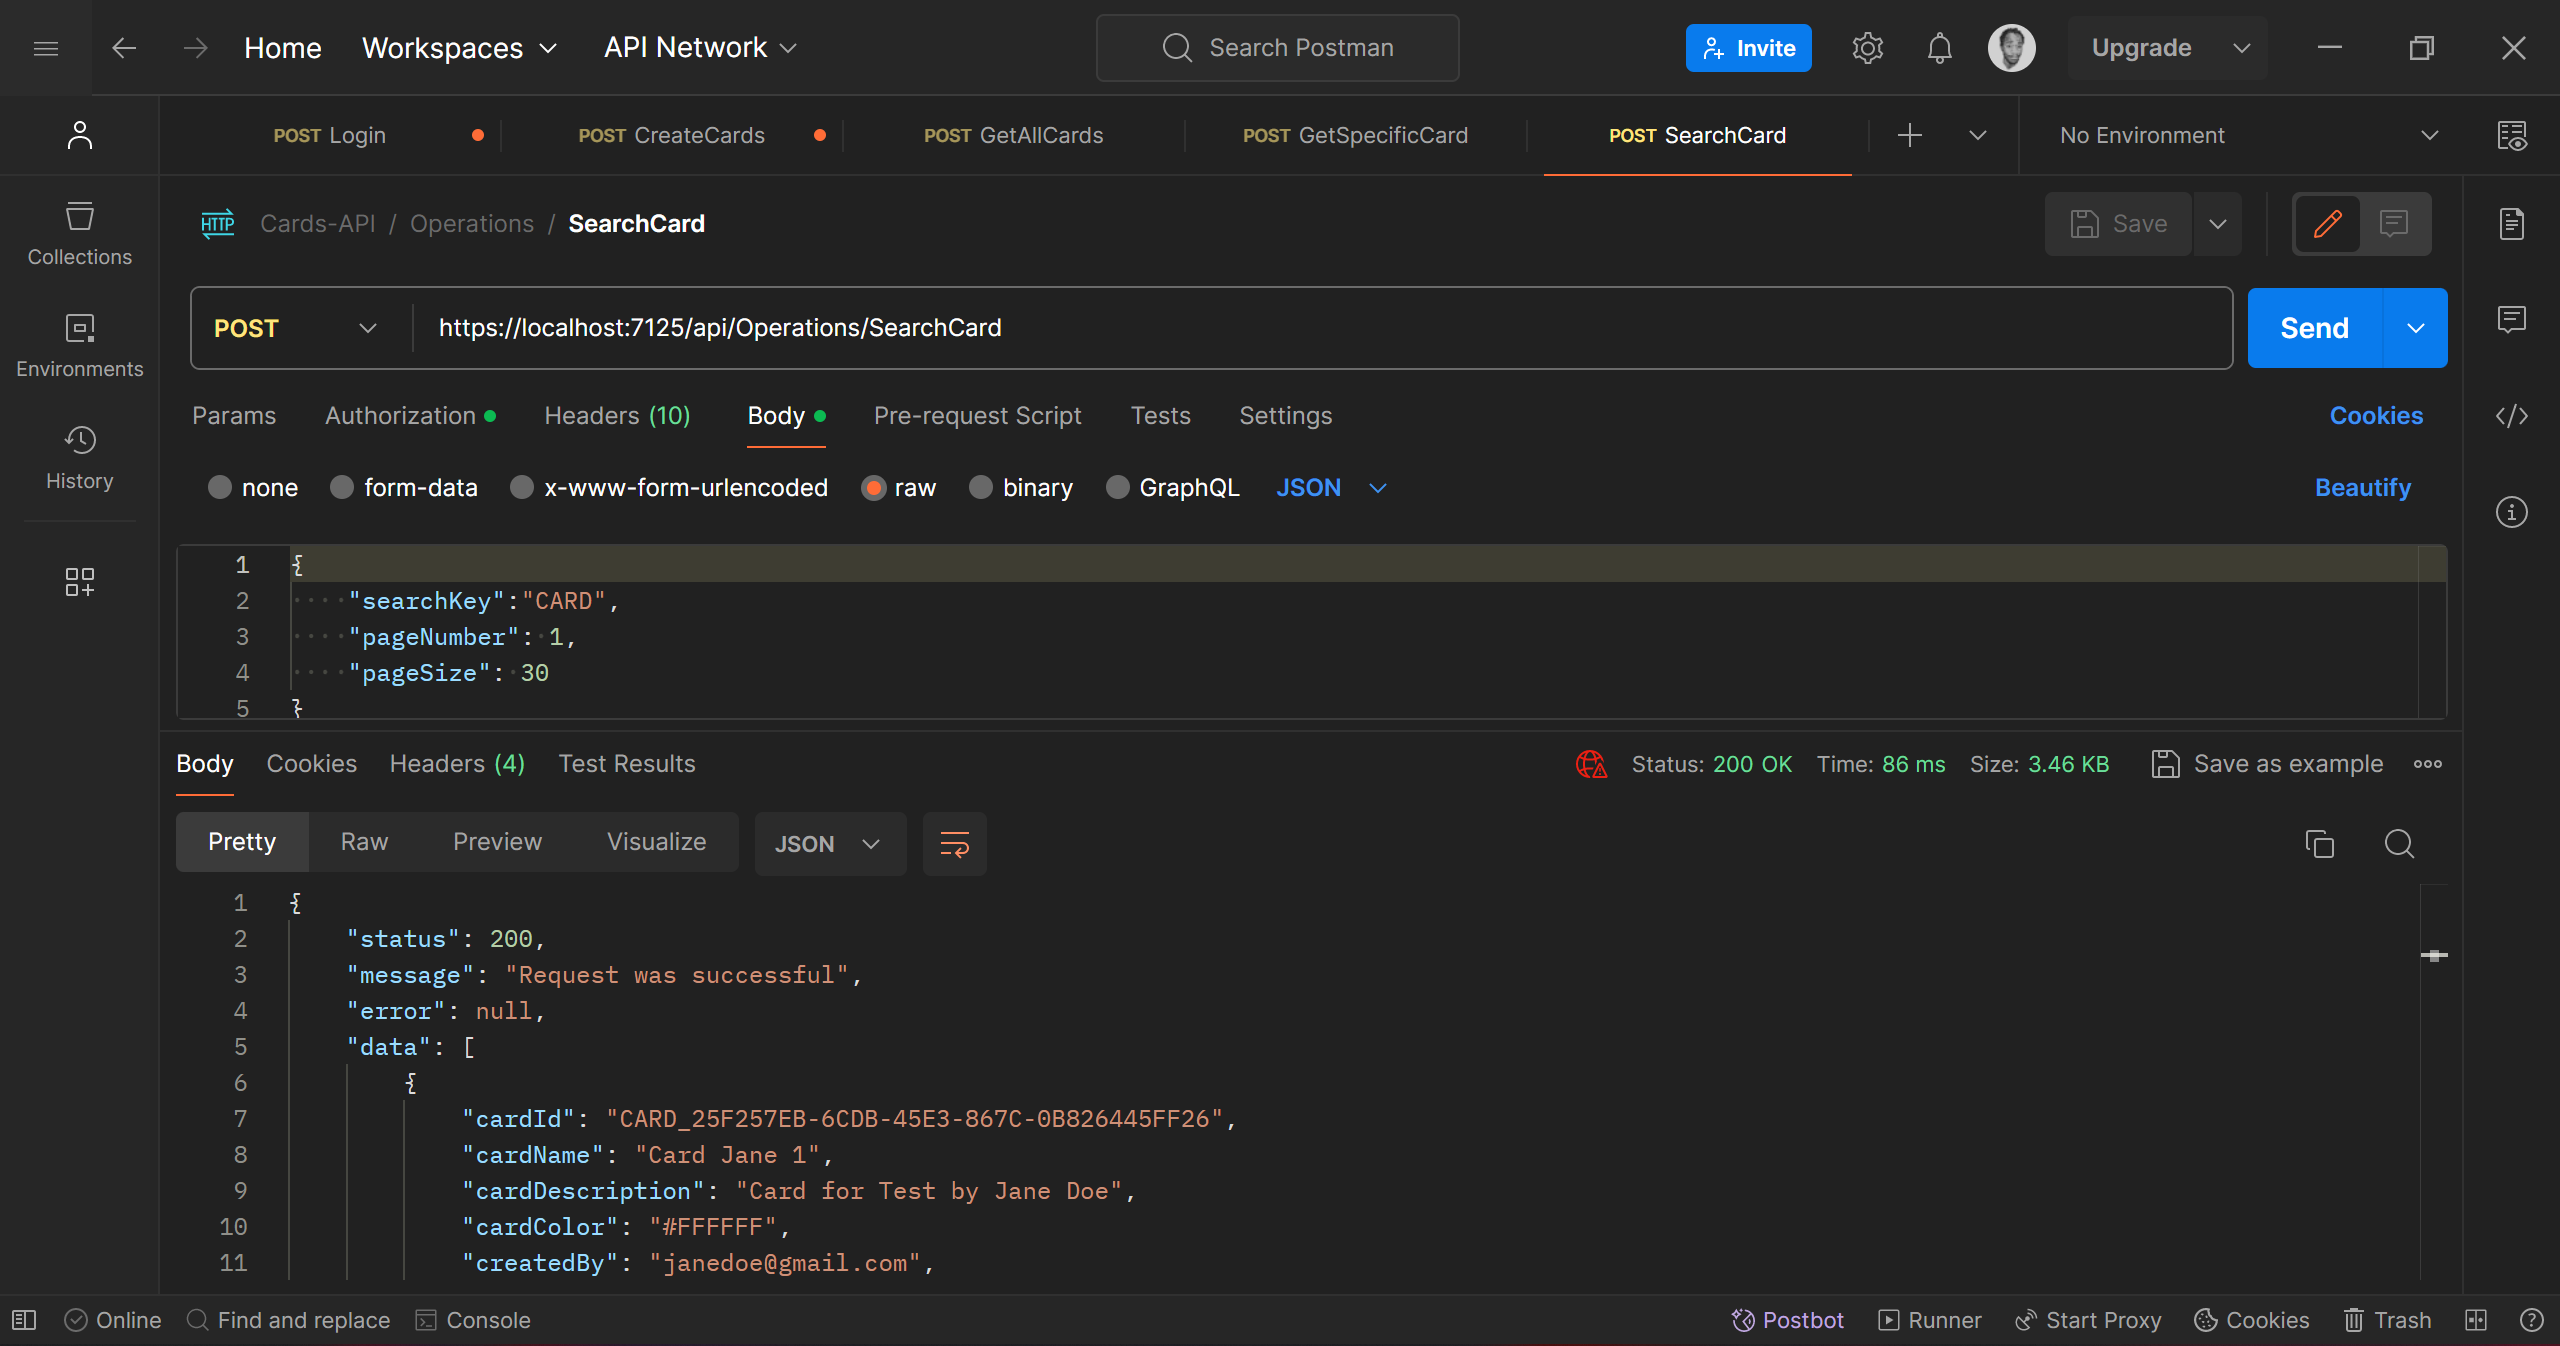 Home Workspaces API Network Search Postman Invite Upgrade
POST Login POST CreateCards POST GetAllCards POST GetSpecificCard POST SearchCard No Environment
Collections
Environments
History
HTTP Cards-API / Operations / SearchCard Save
POST https://localhost:7125/api/Operations/SearchCard Send
Params Authorization Headers (10) Body Pre-request Script Tests Settings Cookies
none form-data x-www-form-urlencoded raw binary GraphQL JSON Beautify
1 {
2 "searchKey":"CARD",
3 "pageNumber": 1,
4 "pageSize": 30
5 }
Body Cookies Headers (4) Test Results Status: 200 OK Time: 86 ms Size: 3.46 KB Save as example
Pretty Raw Preview Visualize JSON
1 {
2 "status": 200,
3 "message": "Request was successful",
4 "error": null,
5 "data": [
6 {
7 "cardId": "CARD_25F257EB-6CDB-45E3-867C-0B826445FF26",
8 "cardName": "Card Jane 1",
9 "cardDescription": "Card for Test by Jane Doe",
10 "cardColor": "#FFFFFF",
11 "createdBy": "janedoe@gmail.com",
Online Find and replace Console Postbot Runner Start Proxy Cookies Trash